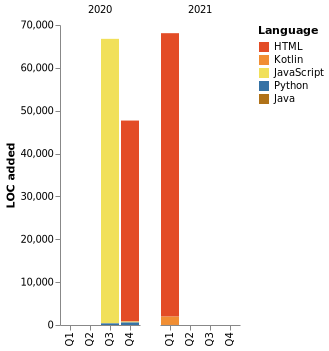 2020
2021
Language
HTML
Kotlin
JavaScript
Python
Java
LOC added
70,000
60,000
50,000
40,000
30,000
20,000
10,000
0
Q1
Q2
Q3
Q4
Q1
Q2
Q3
Q4